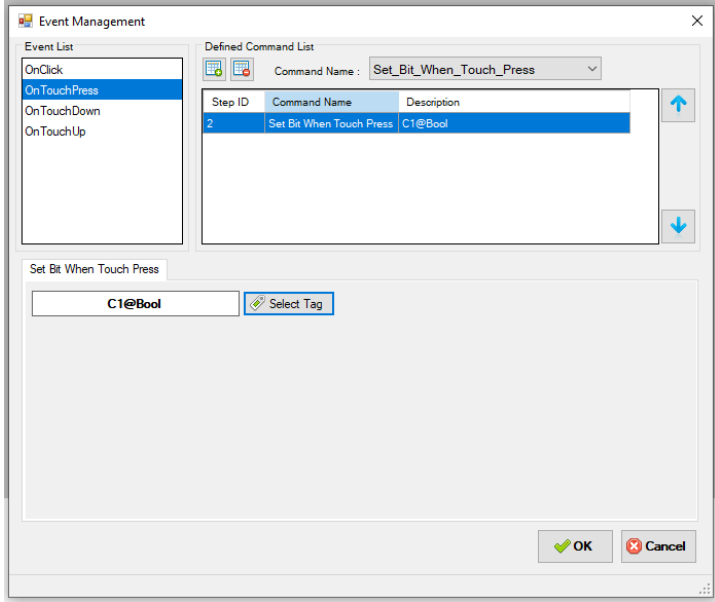 Event Management
Event List
OnClick
OnTouchPress
OnTouchDown
OnTouchUp
Defined Command List
Command Name : Set_Bit_When_Touch_Press
Step ID Command Name Description
2 Set Bit When Touch Press C1@Bool
Set Bit When Touch Press
C1@Bool Select Tag
OK Cancel